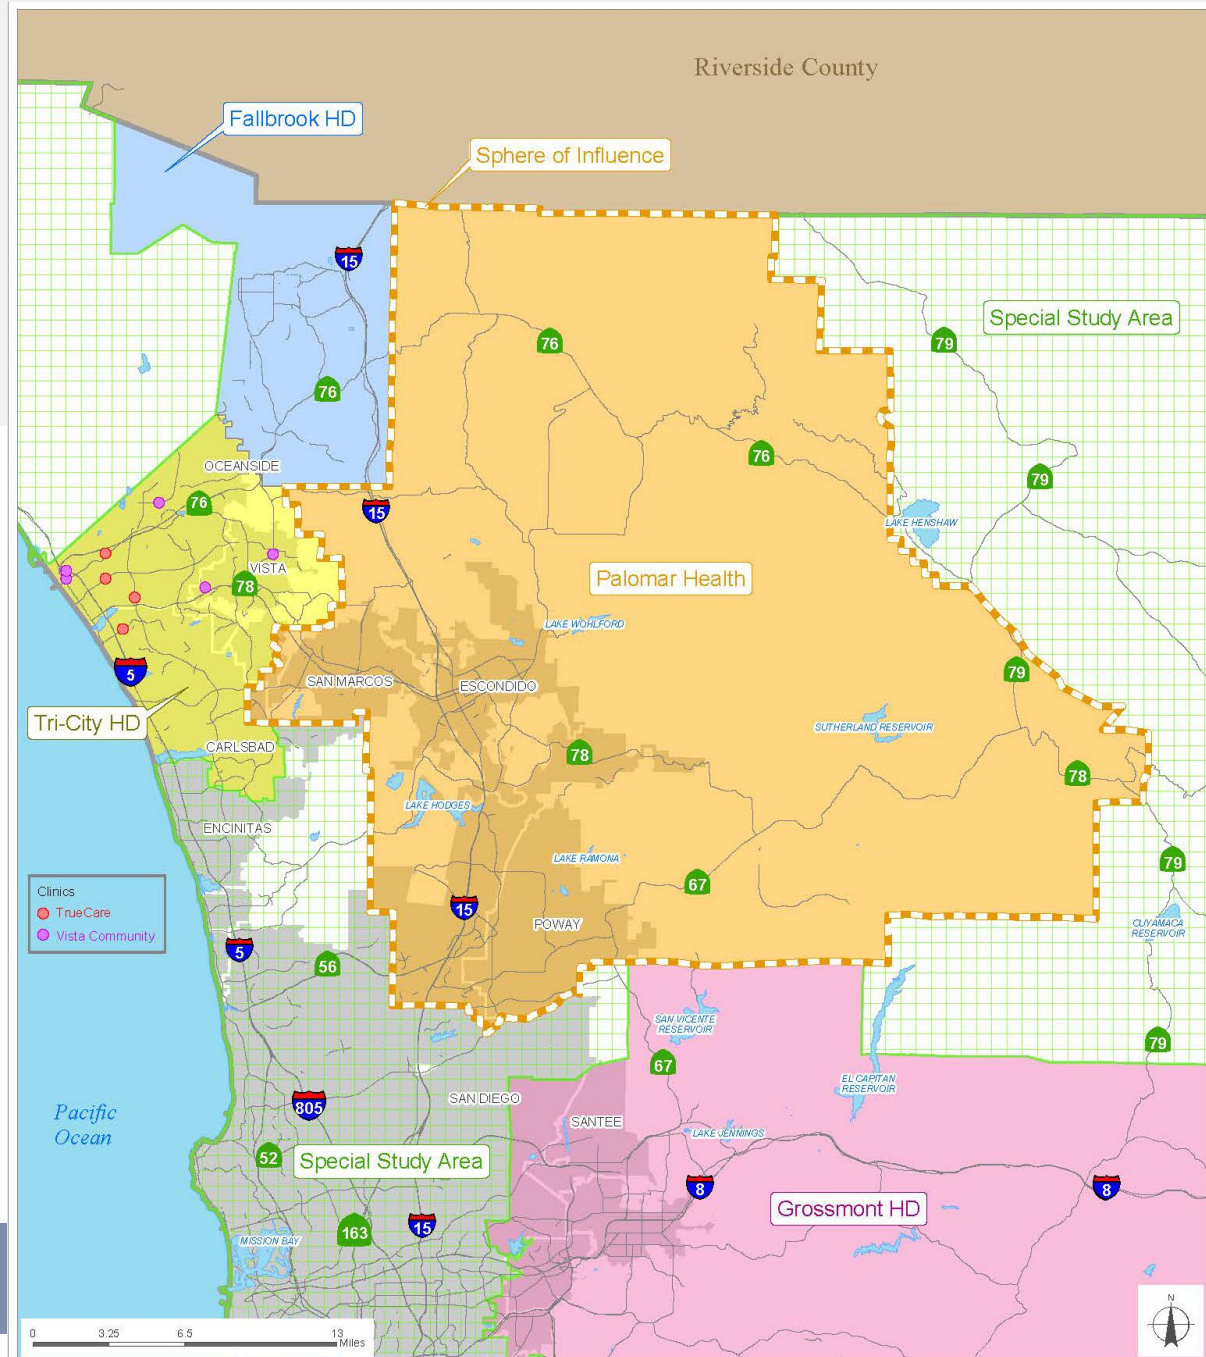 Riverside County
Fallbrook HD
Sphere of Influence
15
Special Study Area
76
79
76
76
OCEANSIDE
79
76
15
LAKE HENSHAW
VISTA
78
Palomar Health
LAKE WOHLFORD
5
SAN MARCOS
ESCONDIDO
79
Tri-City HD
SUTHERLAND RESERVOIR
CARLSBAD
78
78
LAKE HODGES
ENCINITAS
LAKE RAMONA
79
67
Clinics
TrueCare
Vista Community
15
POWAY
CUYAMACA
RESERVOIR
5
56
SAN VICENTE
RESERVOIR
79
67
EL CAPITAN
RESERVOIR
SAN DIEGO
805
Pacific
Ocean
SANTEE
LAKE JENNINGS
52
Special Study Area
8
8
Grossmont HD
163
15
MISSION BAY
N
0 3.25 6.5 13
Miles